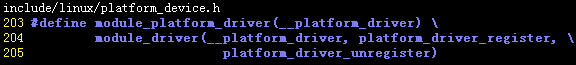 include/linux/platform_device.h
203 #define module_platform_driver(__platform_driver) \
204         module_driver(__platform_driver, platform_driver_register, \
205                         platform_driver_unregister)